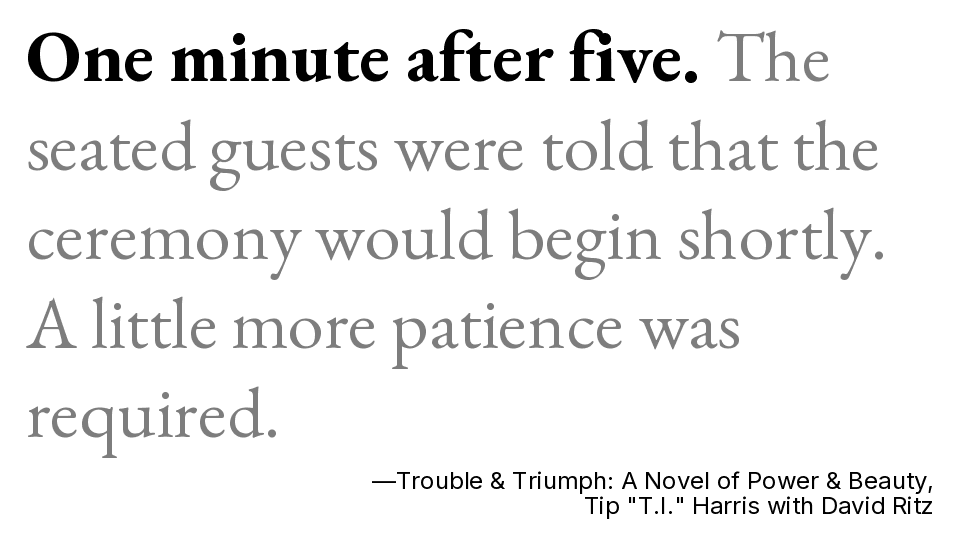 One minute after five. The
seated guests were told that the
ceremony would begin shortly.
A little more patience was
required.
—Trouble & Triumph: A Novel of Power & Beauty,
Tip "T.I." Harris with David Ritz